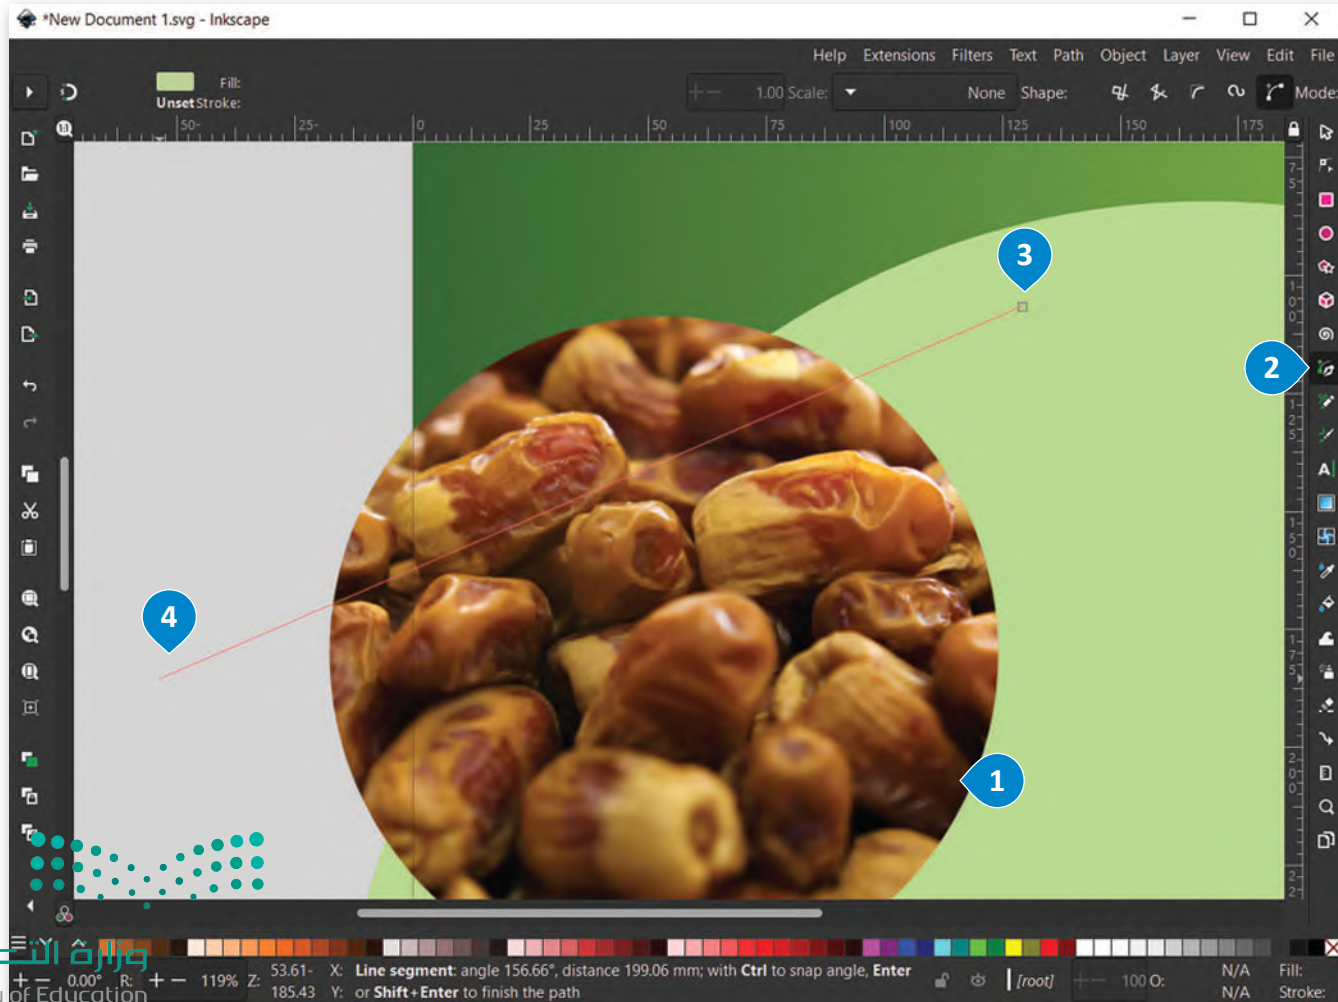 *New Document 1.svg - Inkscape
Help Extensions Filters Text Path Object Layer View Edit File
Fill:
Unset Stroke:
1.00 Scale: None Shape: Mode:
50- 25- 0 25 50 75 100 125 150 175
3
2
4
1
وزارة التـ
of Education
0.00° R: 119% Z:
53.61- X:
185.43 Y:
Line segment: angle 156.66°, distance 199.06 mm; with Ctrl to snap angle, Enter
or Shift+Enter to finish the path
[root] 100 O:
N/A Fill:
N/A Stroke: